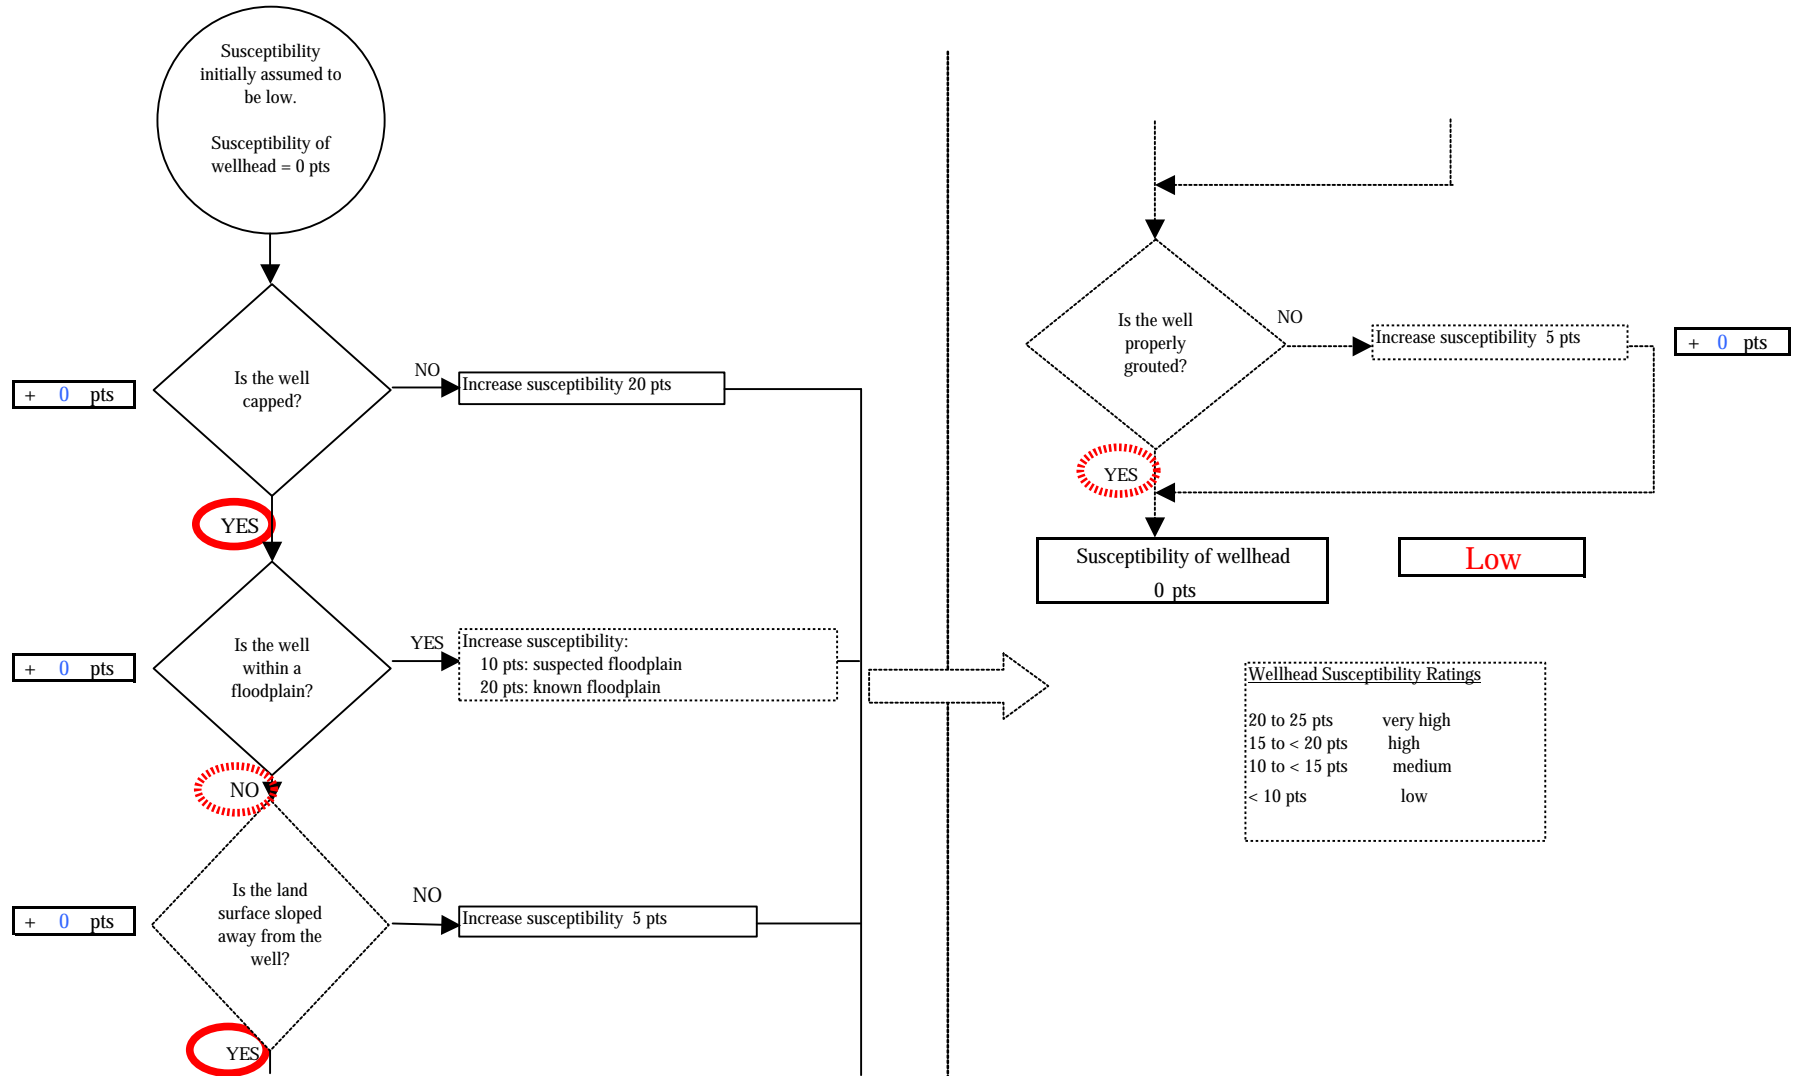 Susceptibility
initially assumed to
be low.
Susceptibility of
wellhead = 0 pts
Is the well
capped?
NO
Increase susceptibility 20 pts
+ 0 pts
YES
Is the well
within a
floodplain?
YES
Increase susceptibility:
10 pts: suspected floodplain
20 pts: known floodplain
+ 0 pts
NO
Is the land
surface sloped
away from the
well?
NO
Increase susceptibility 5 pts
+ 0 pts
YES
Is the well
properly
grouted?
NO
Increase susceptibility 5 pts
+ 0 pts
YES
Susceptibility of wellhead
0 pts
Low
Wellhead Susceptibility Ratings
20 to 25 pts very high
15 to < 20 pts high
10 to < 15 pts medium
< 10 pts low